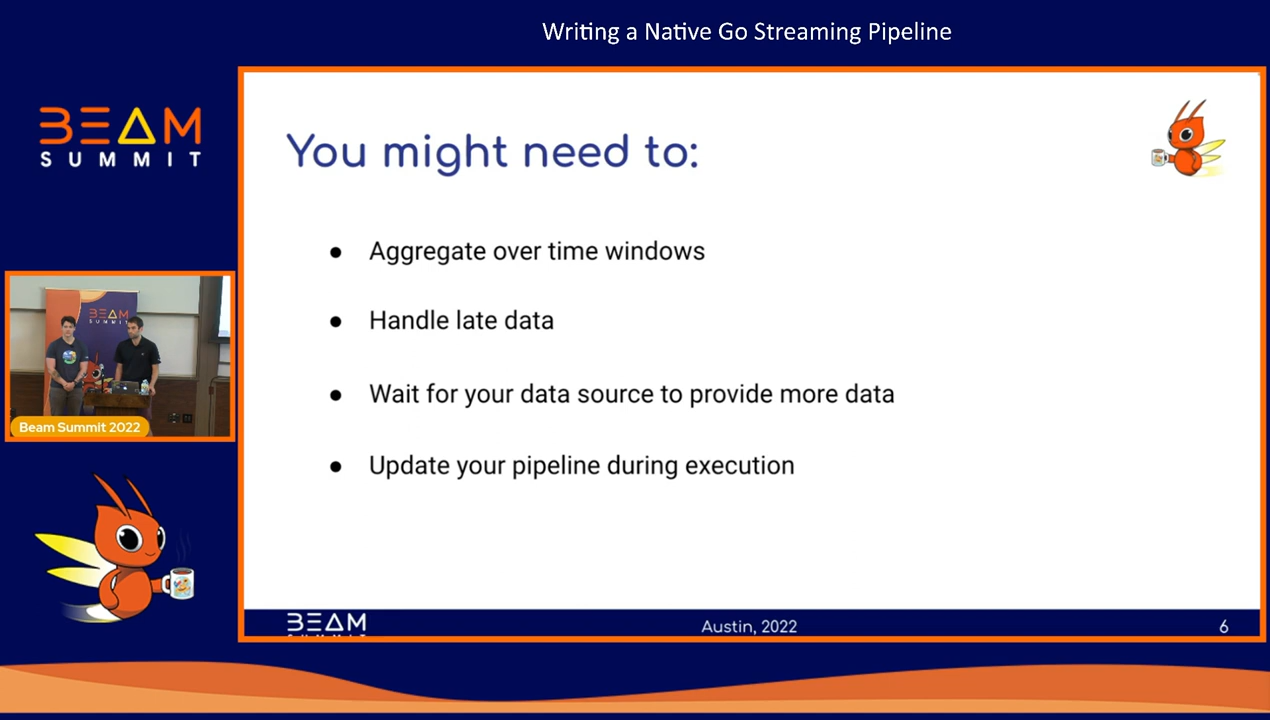 Writing a Native Go Streaming Pipeline
BEAM
SUMMIT
You might need to:
● Aggregate over time windows
● Handle late data
● Wait for your data source to provide more data
● Update your pipeline during execution
BEAM
SUMMIT
Beam Summit 2022
BEAM
Austin, 2022
6